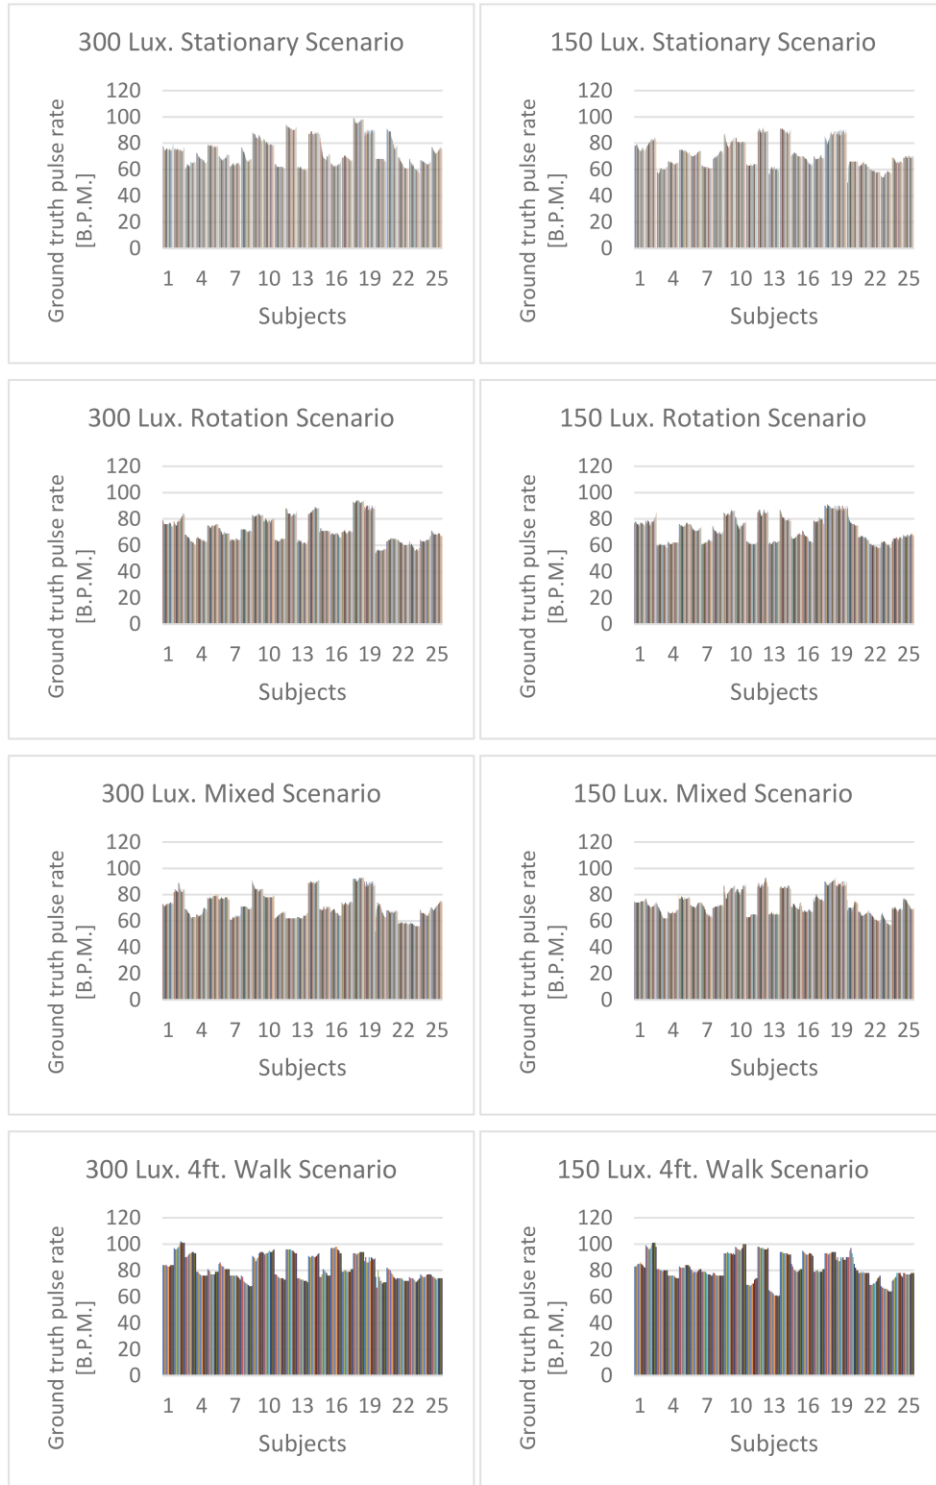 300 Lux. Stationary Scenario
Ground truth pulse rate
[B.P.M.]
120
100
80
60
40
20
0
1 4 7 10 13 16 19 22 25
Subjects
150 Lux. Stationary Scenario
Ground truth pulse rate
[B.P.M.]
120
100
80
60
40
20
0
1 4 7 10 13 16 19 22 25
Subjects
300 Lux. Rotation Scenario
Ground truth pulse rate
[B.P.M.]
120
100
80
60
40
20
0
1 4 7 10 13 16 19 22 25
Subjects
150 Lux. Rotation Scenario
Ground truth pulse rate
[B.P.M.]
120
100
80
60
40
20
0
1 4 7 10 13 16 19 22 25
Subjects
300 Lux. Mixed Scenario
Ground truth pulse rate
[B.P.M.]
120
100
80
60
40
20
0
1 4 7 10 13 16 19 22 25
Subjects
150 Lux. Mixed Scenario
Ground truth pulse rate
[B.P.M.]
120
100
80
60
40
20
0
1 4 7 10 13 16 19 22 25
Subjects
300 Lux. 4ft. Walk Scenario
Ground truth pulse rate
[B.P.M.]
120
100
80
60
40
20
0
1 4 7 10 13 16 19 22 25
Subjects
150 Lux. 4ft. Walk Scenario
Ground truth pulse rate
[B.P.M.]
120
100
80
60
40
20
0
1 4 7 10 13 16 19 22 25
Subjects